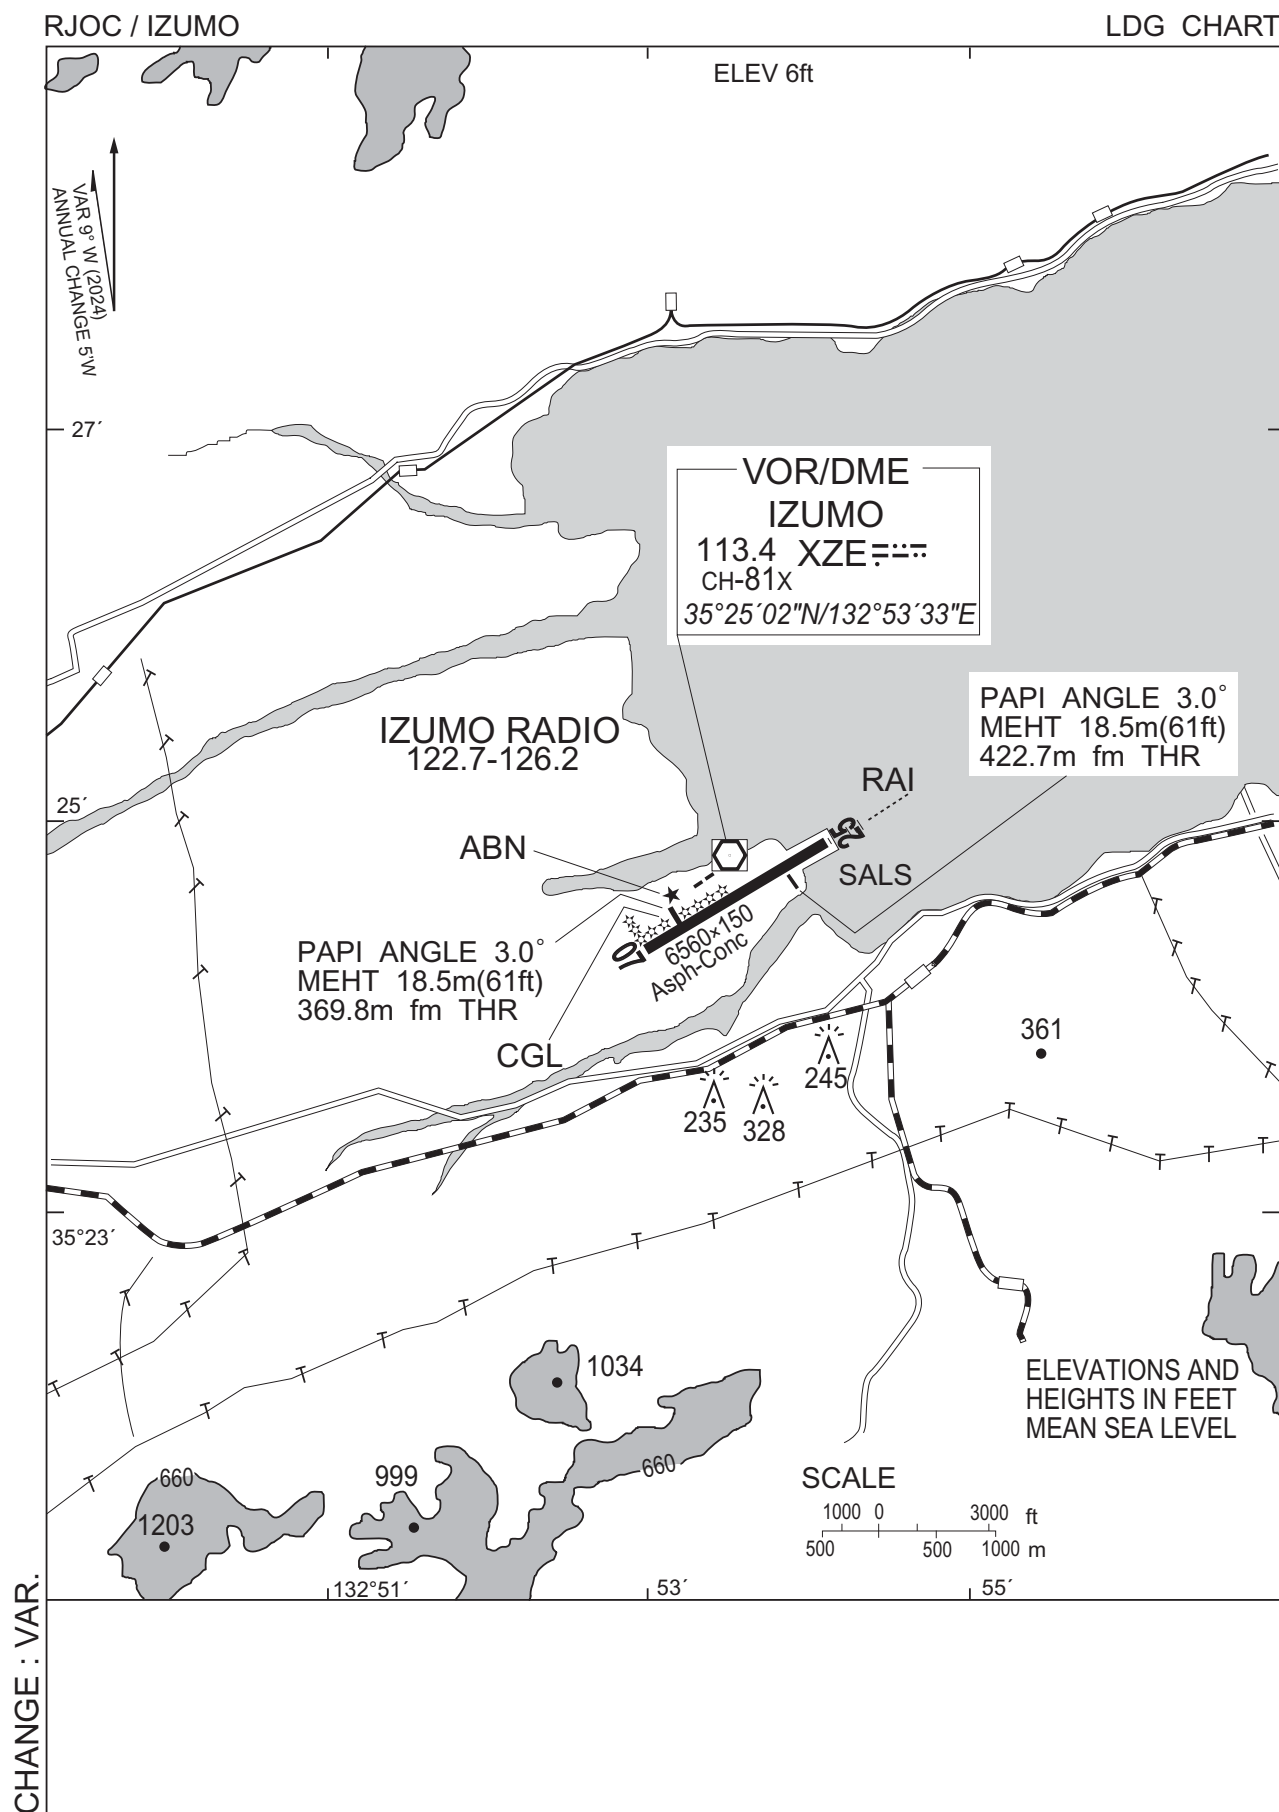 RJOC / IZUMO
LDG CHART
ELEV 6ft
VAR 9° W (2024)
ANNUAL CHANGE 5'W
27´
VOR/DME
IZUMO
113.4 XZE
CH-81X
35°25´02"N/132°53´33"E
IZUMO RADIO
122.7-126.2
PAPI ANGLE 3.0°
MEHT 18.5m(61ft)
422.7m fm THR
25´
RAI
ABN
25
SALS
07
6560×150
Asph-Conc
PAPI ANGLE 3.0°
MEHT 18.5m(61ft)
369.8m fm THR
CGL
361
245
235
328
35°23´
1034
ELEVATIONS AND
HEIGHTS IN FEET
MEAN SEA LEVEL
660
999
660
1203
SCALE
1000 0 3000 ft
500 500 1000 m
132°51´
53´
55´
CHANGE : VAR.